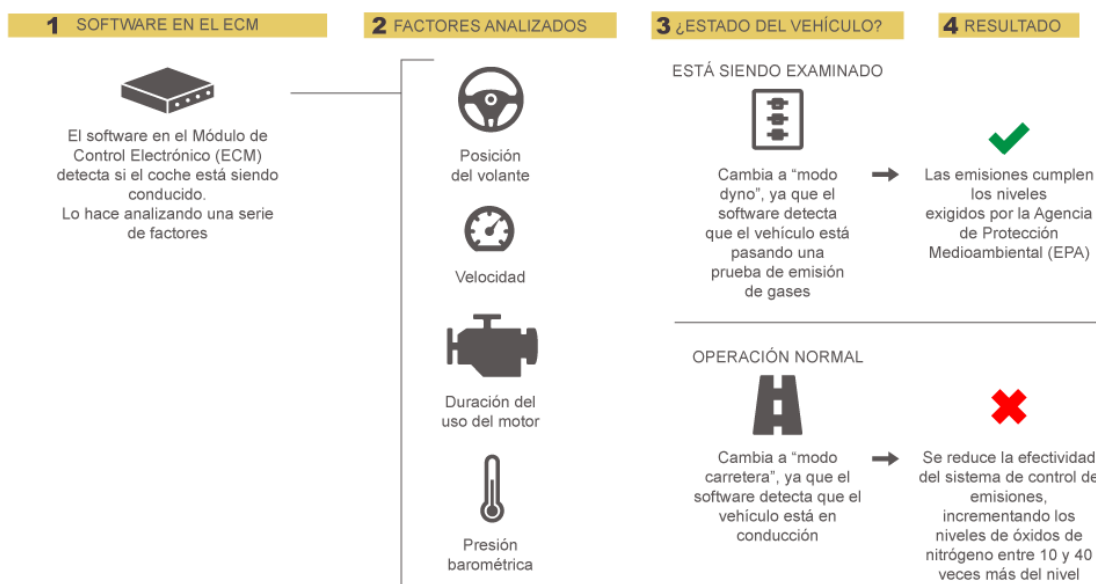 1 SOFTWARE EN EL ECM
El software en el Módulo de
Control Electrónico (ECM)
detecta si el coche está siendo
conducido.
Lo hace analizando una serie
de factores
2 FACTORES ANALIZADOS
Posición
del volante
Velocidad
Duración del
uso del motor
Presión
barométrica
3 ¿ESTADO DEL VEHÍCULO?
ESTÁ SIENDO EXAMINADO
Cambia a “modo
dyno”, ya que el
software detecta
que el vehículo está
pasando una
prueba de emisión
de gases
4 RESULTADO
Las emisiones cumplen
los niveles
exigidos por la Agencia
de Protección
Medioambiental (EPA)
OPERACIÓN NORMAL
Cambia a “modo
carretera”, ya que el
software detecta que el
vehículo está en
conducción
Se reduce la efectividad
del sistema de control de
emisiones,
incrementando los
niveles de óxidos de
nitrógeno entre 10 y 40
veces más del nivel